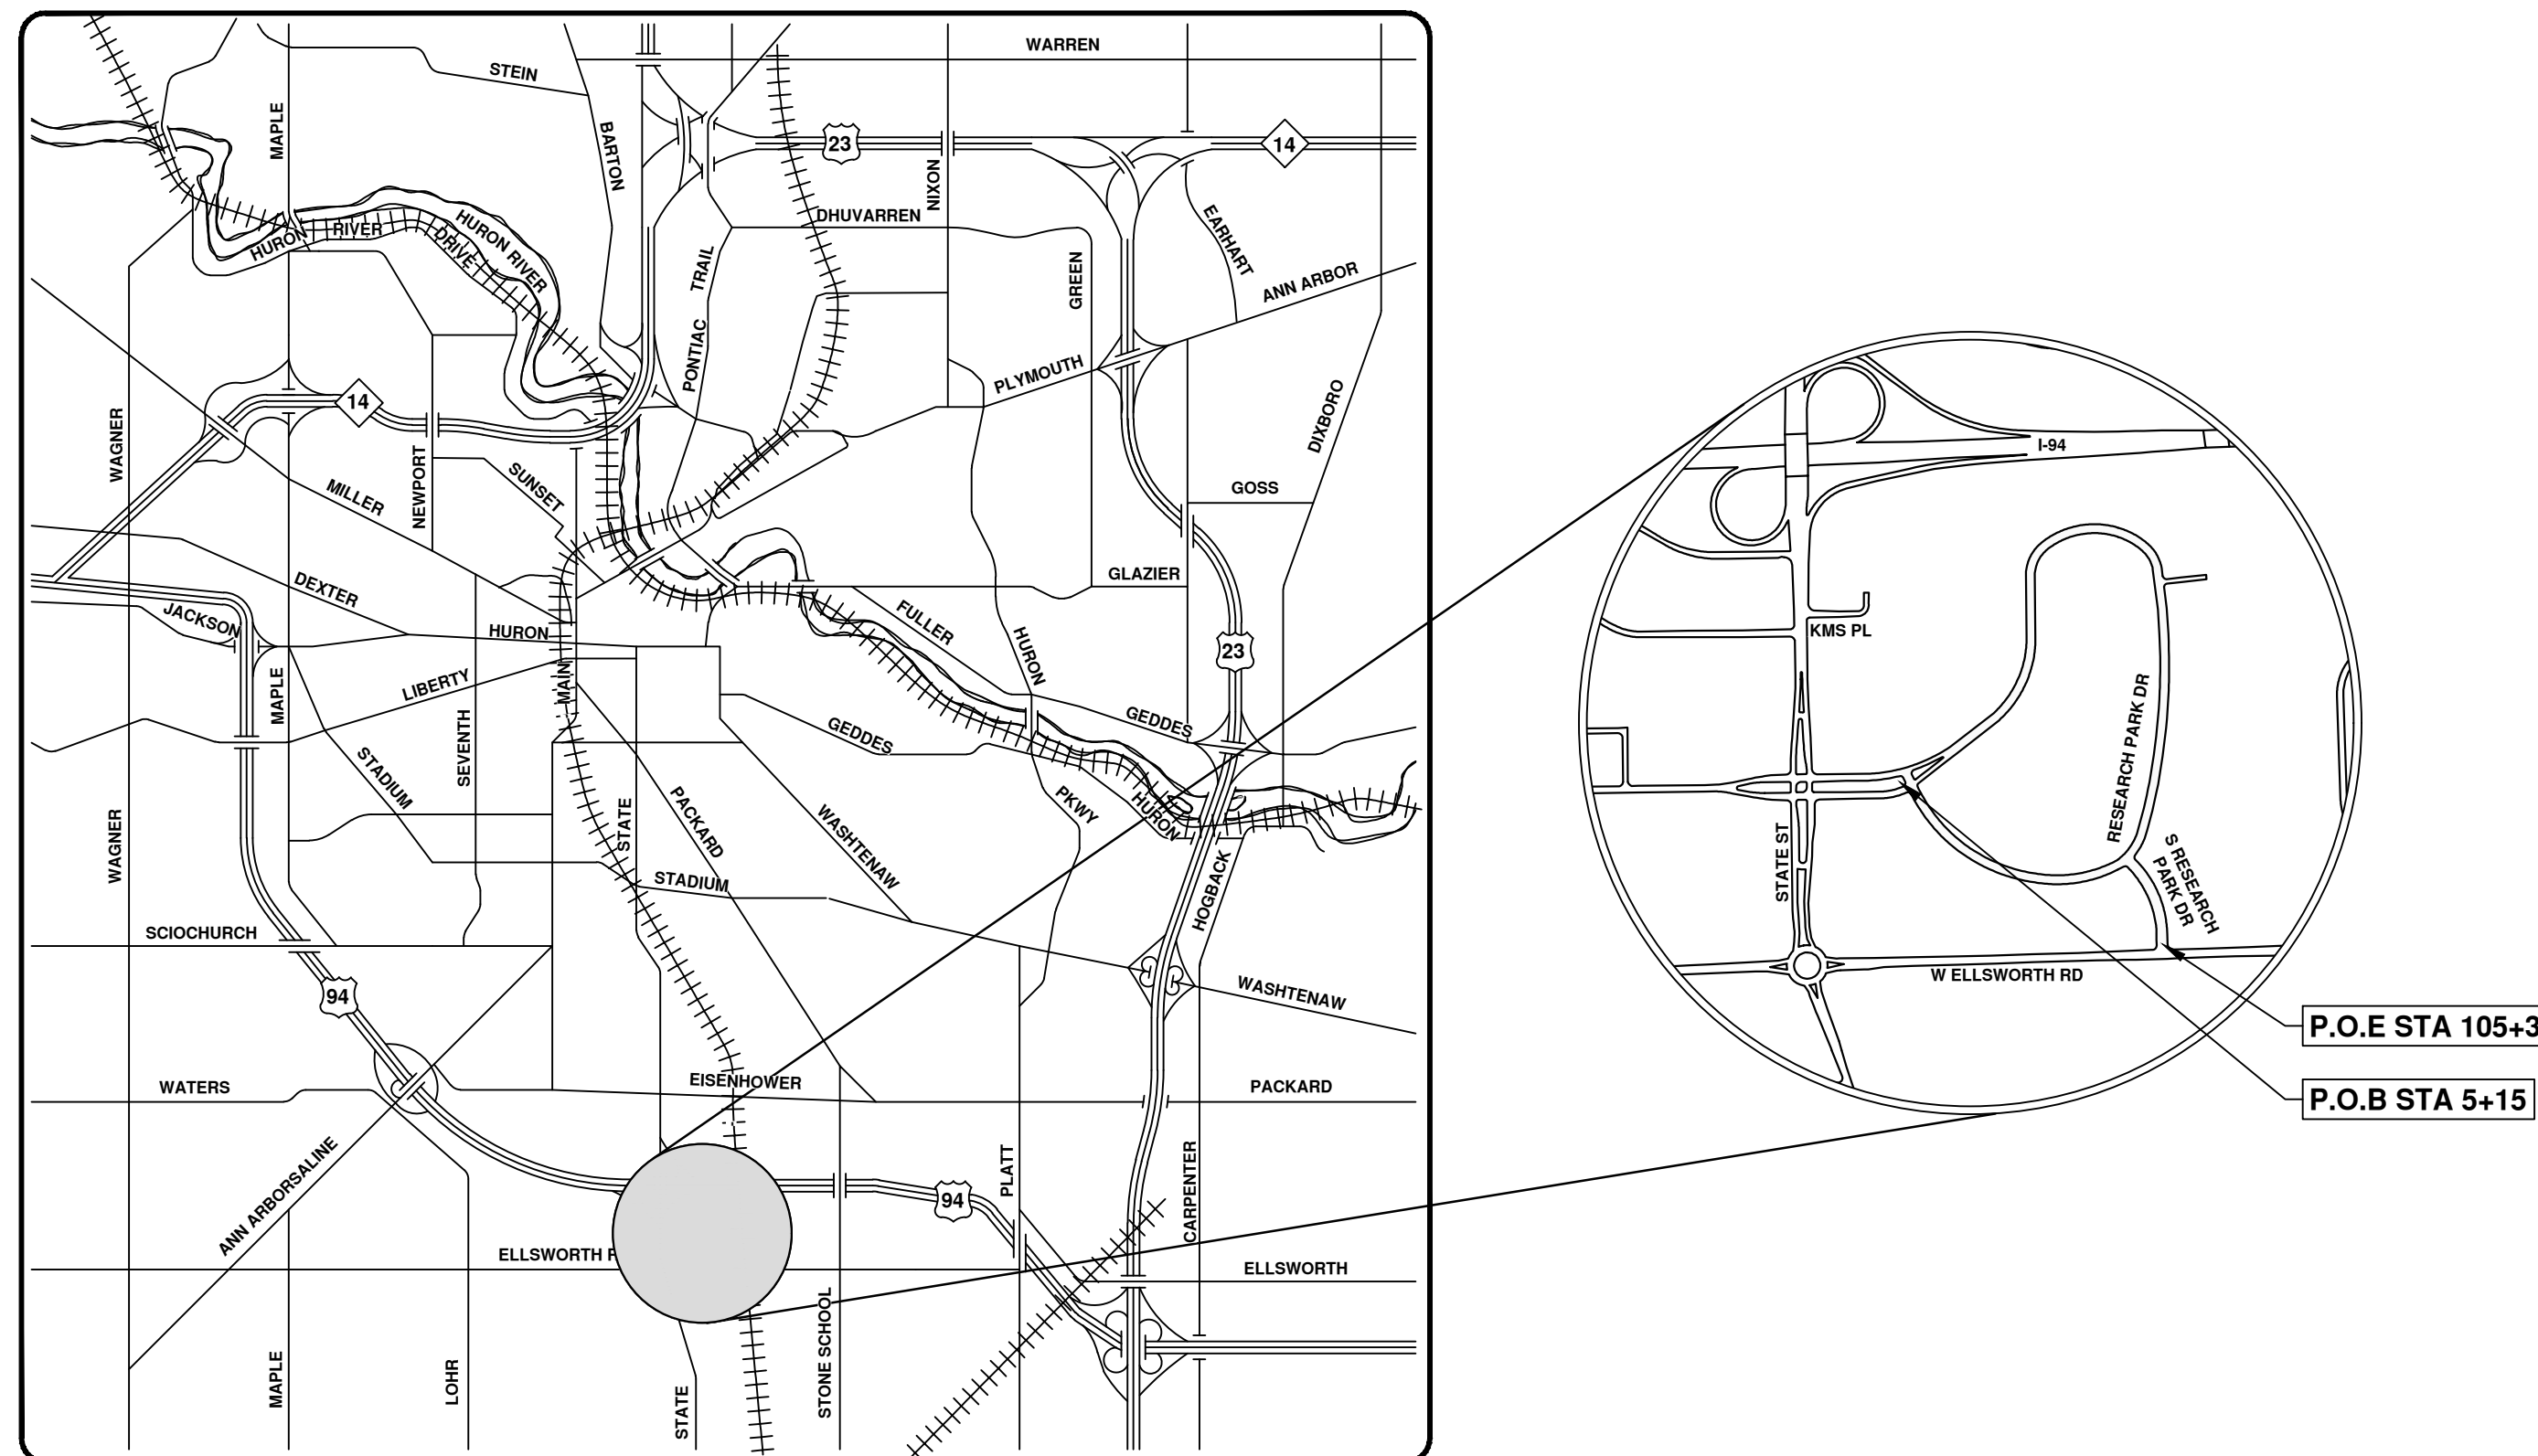 WARREN
STEIN
MAPLE
BARTON
23
14
NIXON
DHUVARREN
HURON
RIVER
DRIVE
HURON RIVER
TRAIL
PONTIAC
GREEN
EARHART
ANN ARBOR
PLYMOUTH
DIXBORO
WAGNER
14
NEWPORT
MILLER
SUNSET
GOSS
I-94
GLAZIER
DEXTER
JACKSON
HURON
FULLER
HURON
23
KMS PL
MAPLE
LIBERTY
MAIN
SEVENTH
GEDDES
GEDDES
STADIUM
STATE
PACKARD
WASHTENAW
PKWY
HURON
WAGNER
STADIUM
HOGBACK
RESEARCH PARK DR
STATE ST
S RESEARCH
PARK DR
SCIOCHURCH
WASHTENAW
W ELLSWORTH RD
94
P.O.E STA 105+3
WATERS
EISENHOWER
PACKARD
P.O.B STA 5+15
ANN ARBORSALINE
PLATT
CARPENTER
94
ELLSWORTH
ELLSWORTH
MAPLE
LOHR
STATE
STONE SCHOOL